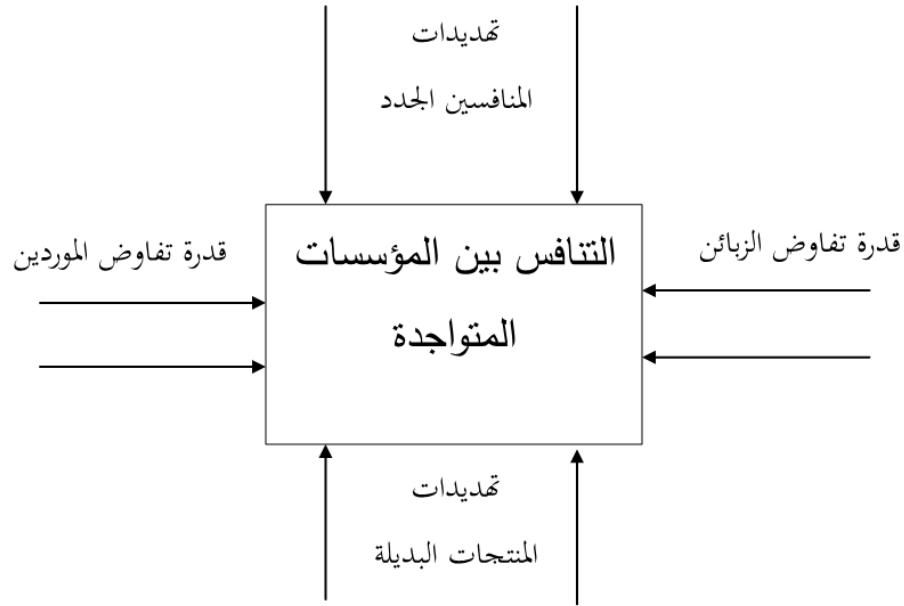 تهديدات
المنافسين الجدد
قدرة تفاوض الزبائن
التنافس بين المؤسسات
المتواجدة
قدرة تفاوض الموردين
تهديدات
المنتجات البديلة